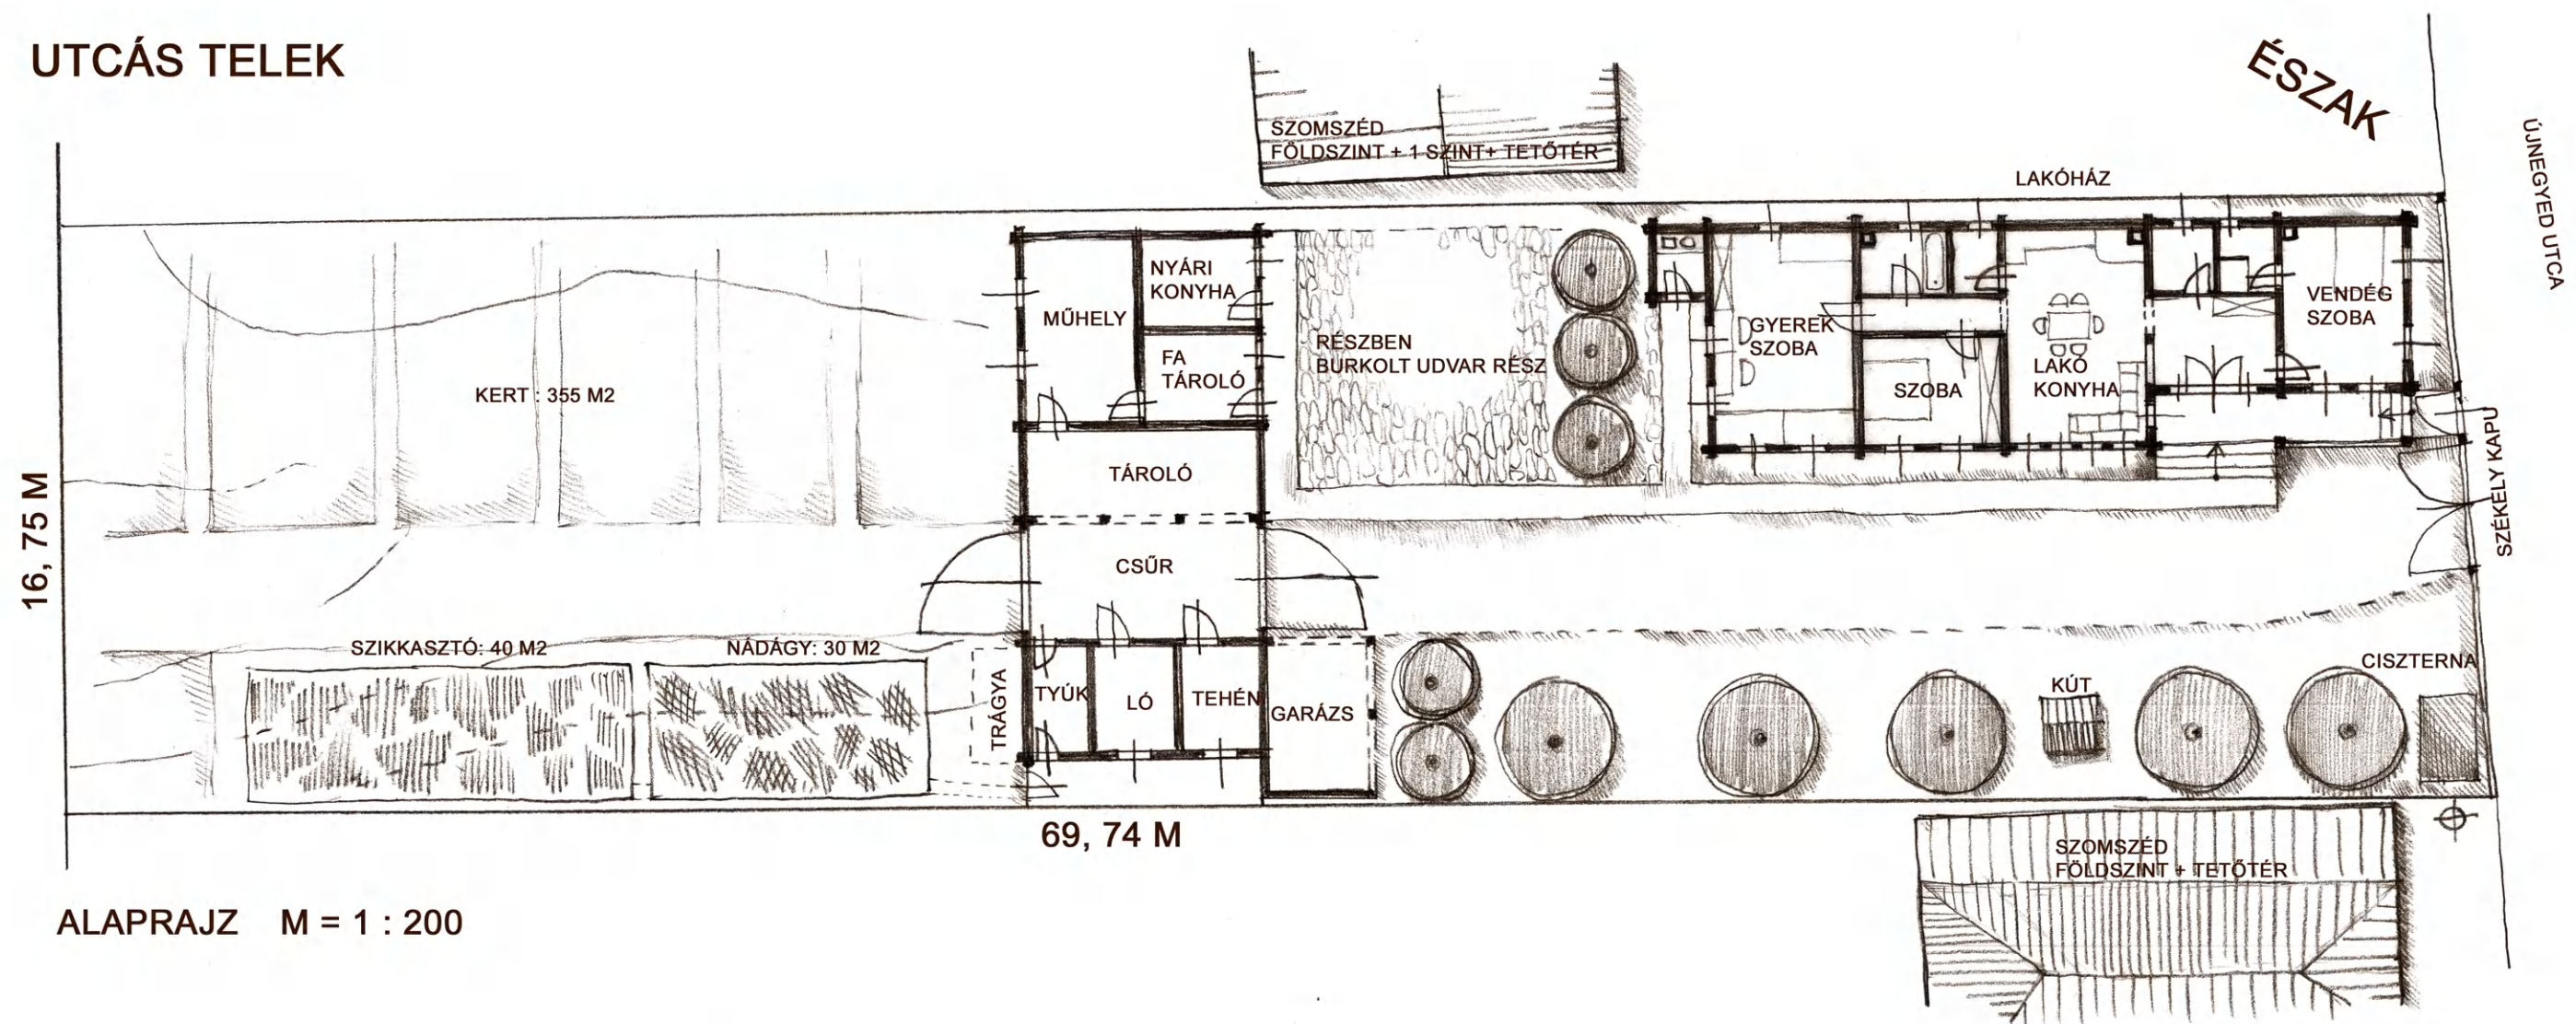 UTCÁS TELEK
ÉSZAK
ÚJNEGYED UTCA
SZOMSZÉD
FÖLDSZINT + 1 SZINT+ TETŐTÉR
LAKÓHÁZ
MŰHELY
NYÁRI
KONYHA
FA
TÁROLÓ
RÉSZBEN
BURKOLT UDVAR RÉSZ
GYEREK
SZOBA
SZOBA
LAKÓ
KONYHA
VENDÉG
SZOBA
KERT : 355 M2
TÁROLÓ
CSŰR
SZÉKELY KAPU
16, 75 M
SZIKKASZTÓ: 40 M2
NÁDÁGY: 30 M2
TRÁGYA
TYÚK
LÓ
TEHÉN
GARÁZS
KÚT
CISZTERNA
69, 74 M
SZOMSZÉD
FÖLDSZINT + TETŐTÉR
ALAPRAJZ M = 1 : 200